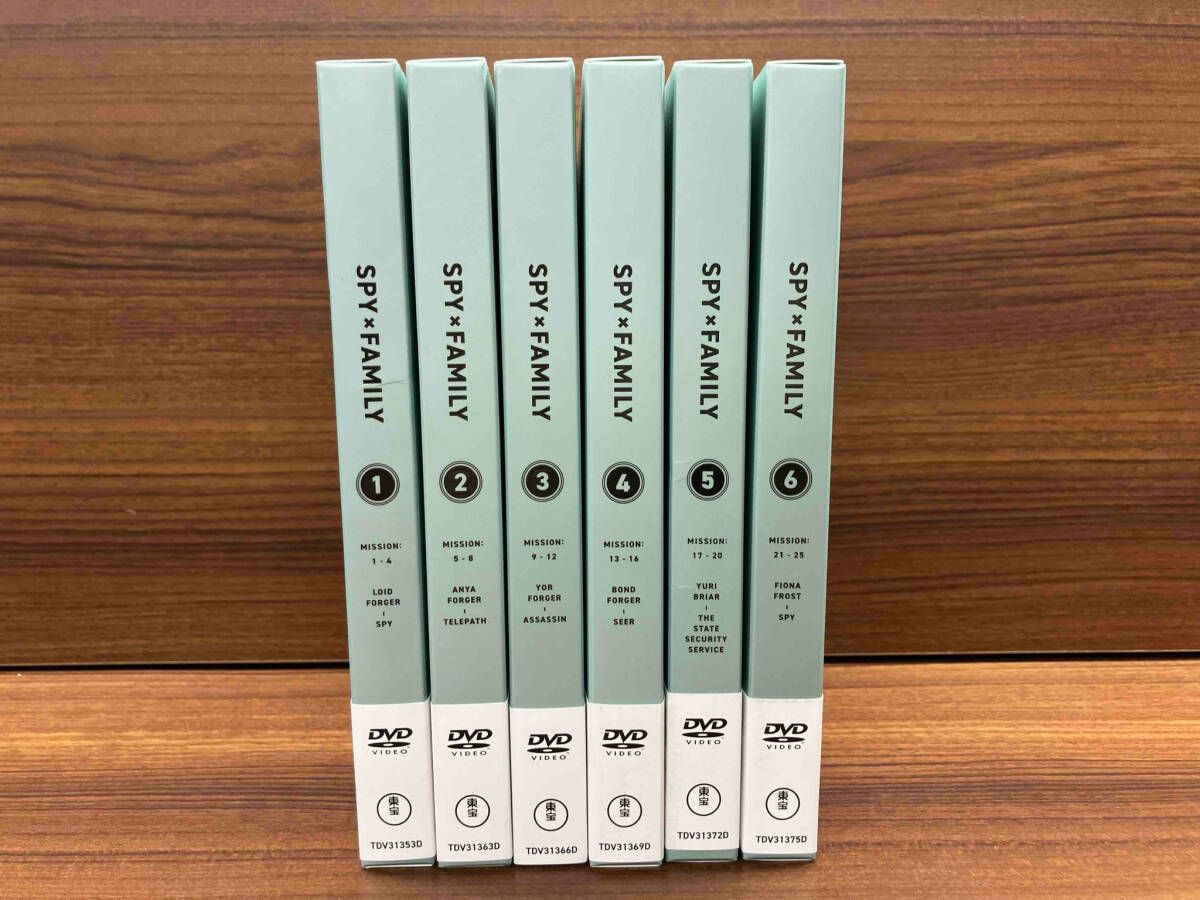 SPY×FAMILY
1
MISSION:
1 - 4
LOID
FORGER
-
SPY
DVD
VIDEO
東宝
TDV31353D
SPY×FAMILY
2
MISSION:
5 - 8
ANYA
FORGER
-
TELEPATH
DVD
VIDEO
東宝
TDV31363D
SPY×FAMILY
3
MISSION:
9 - 12
YOR
FORGER
-
ASSASSIN
DVD
VIDEO
東宝
TDV31366D
SPY×FAMILY
4
MISSION:
13 - 16
BOND
FORGER
-
SEER
DVD
VIDEO
東宝
TDV31369D
SPY×FAMILY
5
MISSION:
17 - 20
YURI
BRIAR
-
THE
STATE
SECURITY
SERVICE
DVD
VIDEO
東宝
TDV31372D
SPY×FAMILY
6
MISSION:
21 - 25
FIONA
FROST
-
SPY
DVD
VIDEO
東宝
TDV31375D